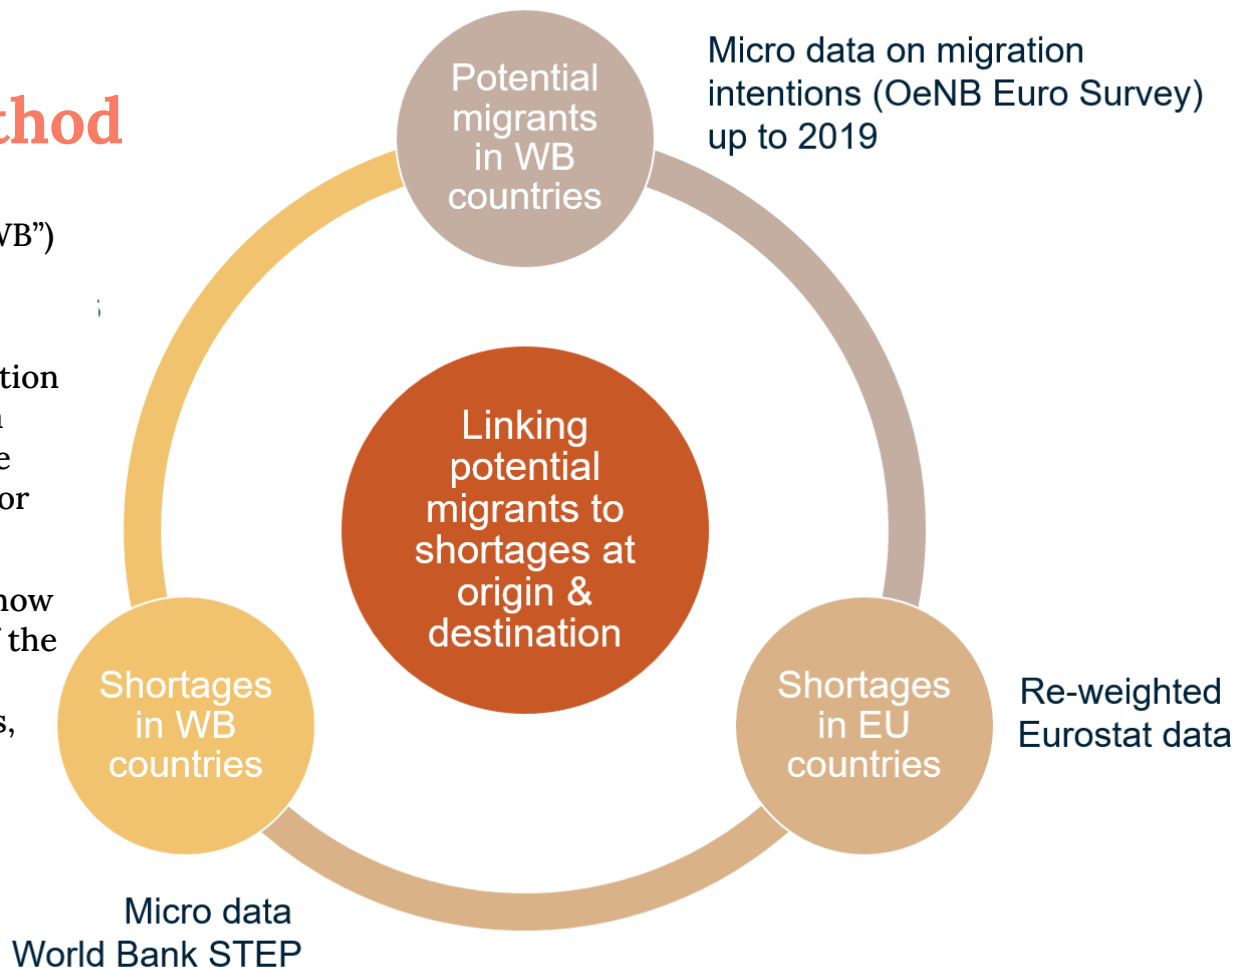 thod
VB”)
tion
or
now
the
s,
Potential
migrants
in WB
countries
Micro data on migration
intentions (OeNB Euro Survey)
up to 2019
Linking
potential
migrants to
shortages at
origin &
destination
Shortages
in WB
countries
Shortages
in EU
countries
Re-weighted
Eurostat data
Micro data
World Bank STEP